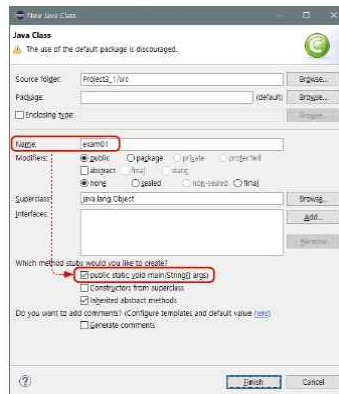 New Java Class
Java Class
The use of the default package is discouraged.
Source folder: Project3_1/src Browse...
Package: (default) Browse...
Enclosing type: Browse...
Name: exam01
Modifiers: public package private protected
abstract final static
none sealed non-sealed final
Superclass: java.lang.Object Browse...
Interfaces: Add...
Remove
Which method stubs would you like to create?
public static void main(String[] args)
Constructors from superclass
Inherited abstract methods
Do you want to add comments? (Configure templates and default value here)
Generate comments
? Finish Cancel